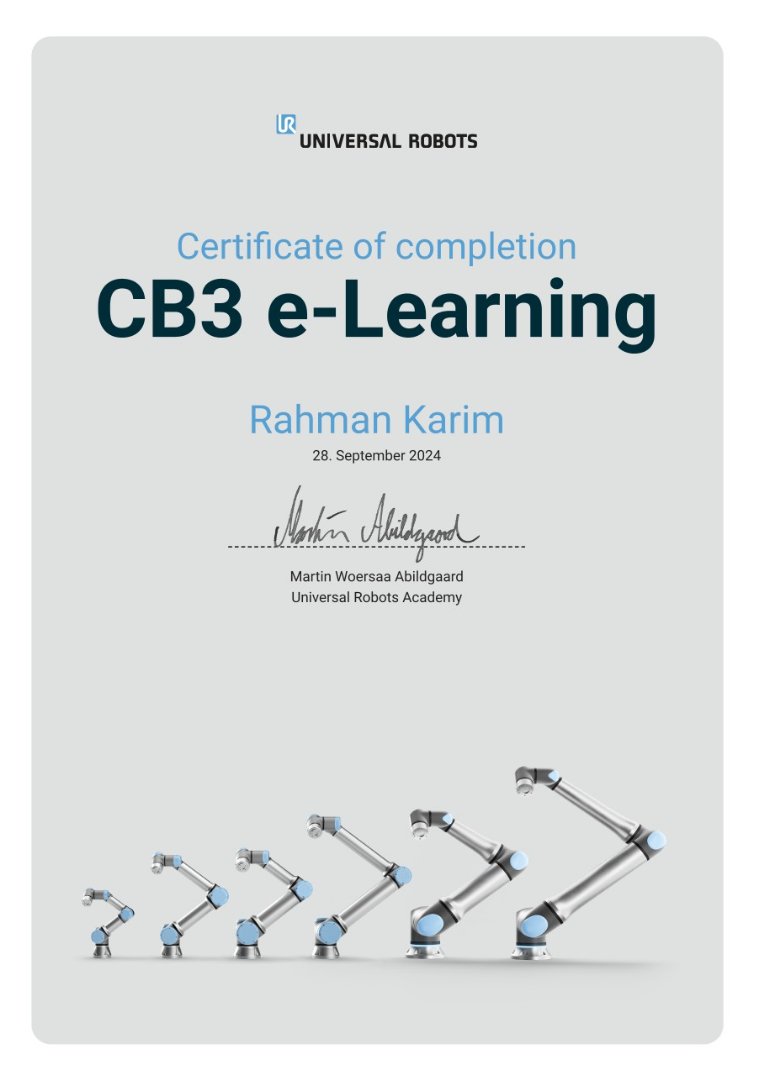 UR
UNIVERSAL ROBOTS
Certificate of completion
CB3 e-Learning
Rahman Karim
28. September 2024
Martin Abildgaard
Martin Woersaa Abildgaard
Universal Robots Academy